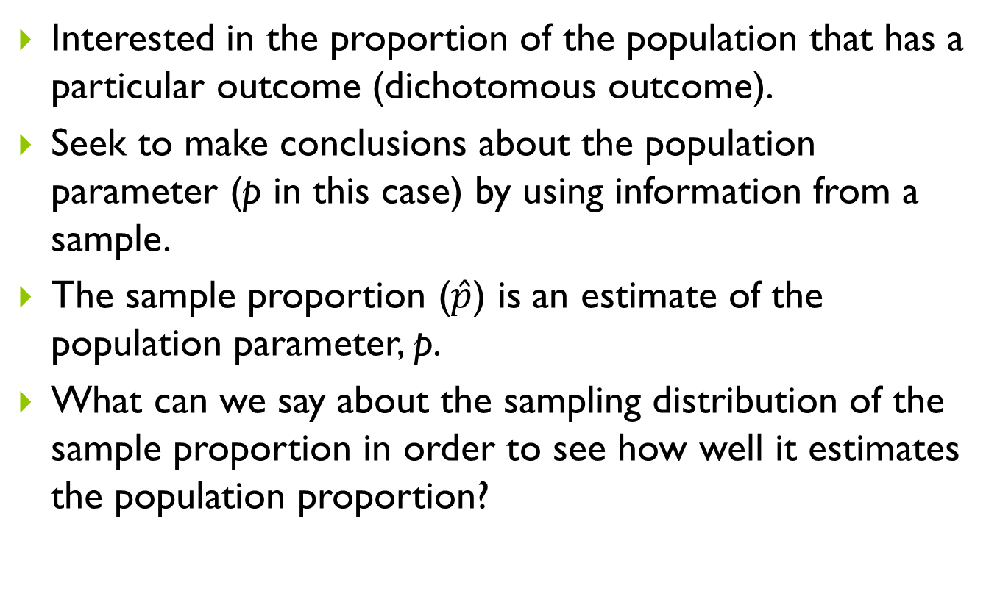 Interested in the proportion of the population that has a
particular outcome (dichotomous outcome).
Seek to make conclusions about the population
parameter (p in this case) by using information from a
sample.
The sample proportion (p̂) is an estimate of the
population parameter, p.
What can we say about the sampling distribution of the
sample proportion in order to see how well it estimates
the population proportion?